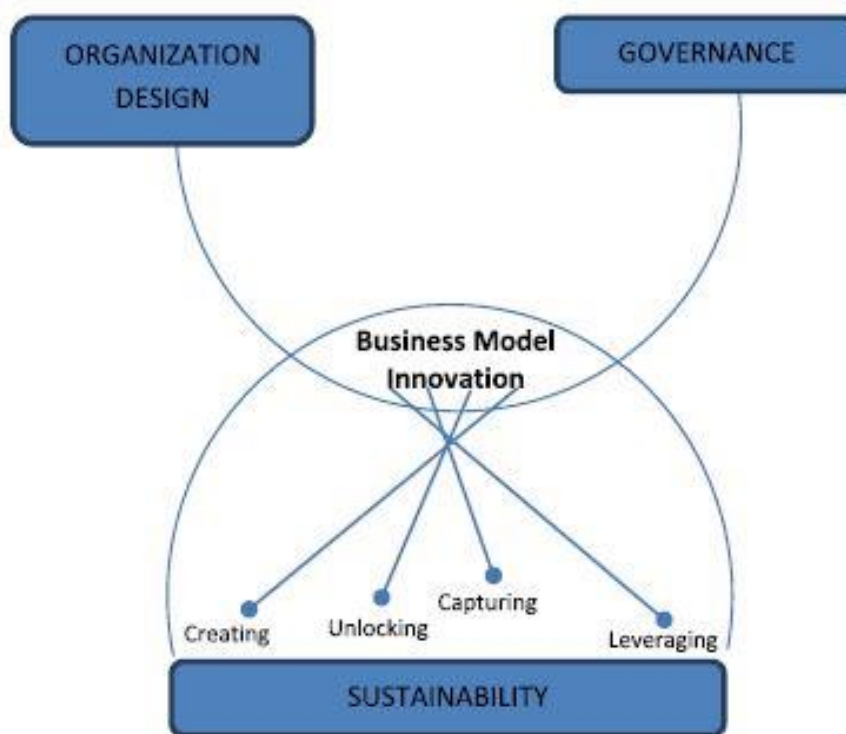 ORGANIZATION
DESIGN
GOVERNANCE
Business Model
Innovation
Capturing
Unlocking
Creating
Leveraging
SUSTAINABILITY